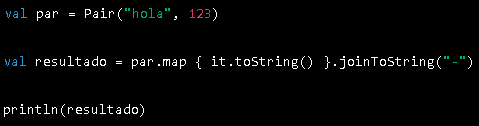 val par = Pair("hola", 123)
val resultado = par.map { it.toString() }.joinToString("-")
println(resultado)